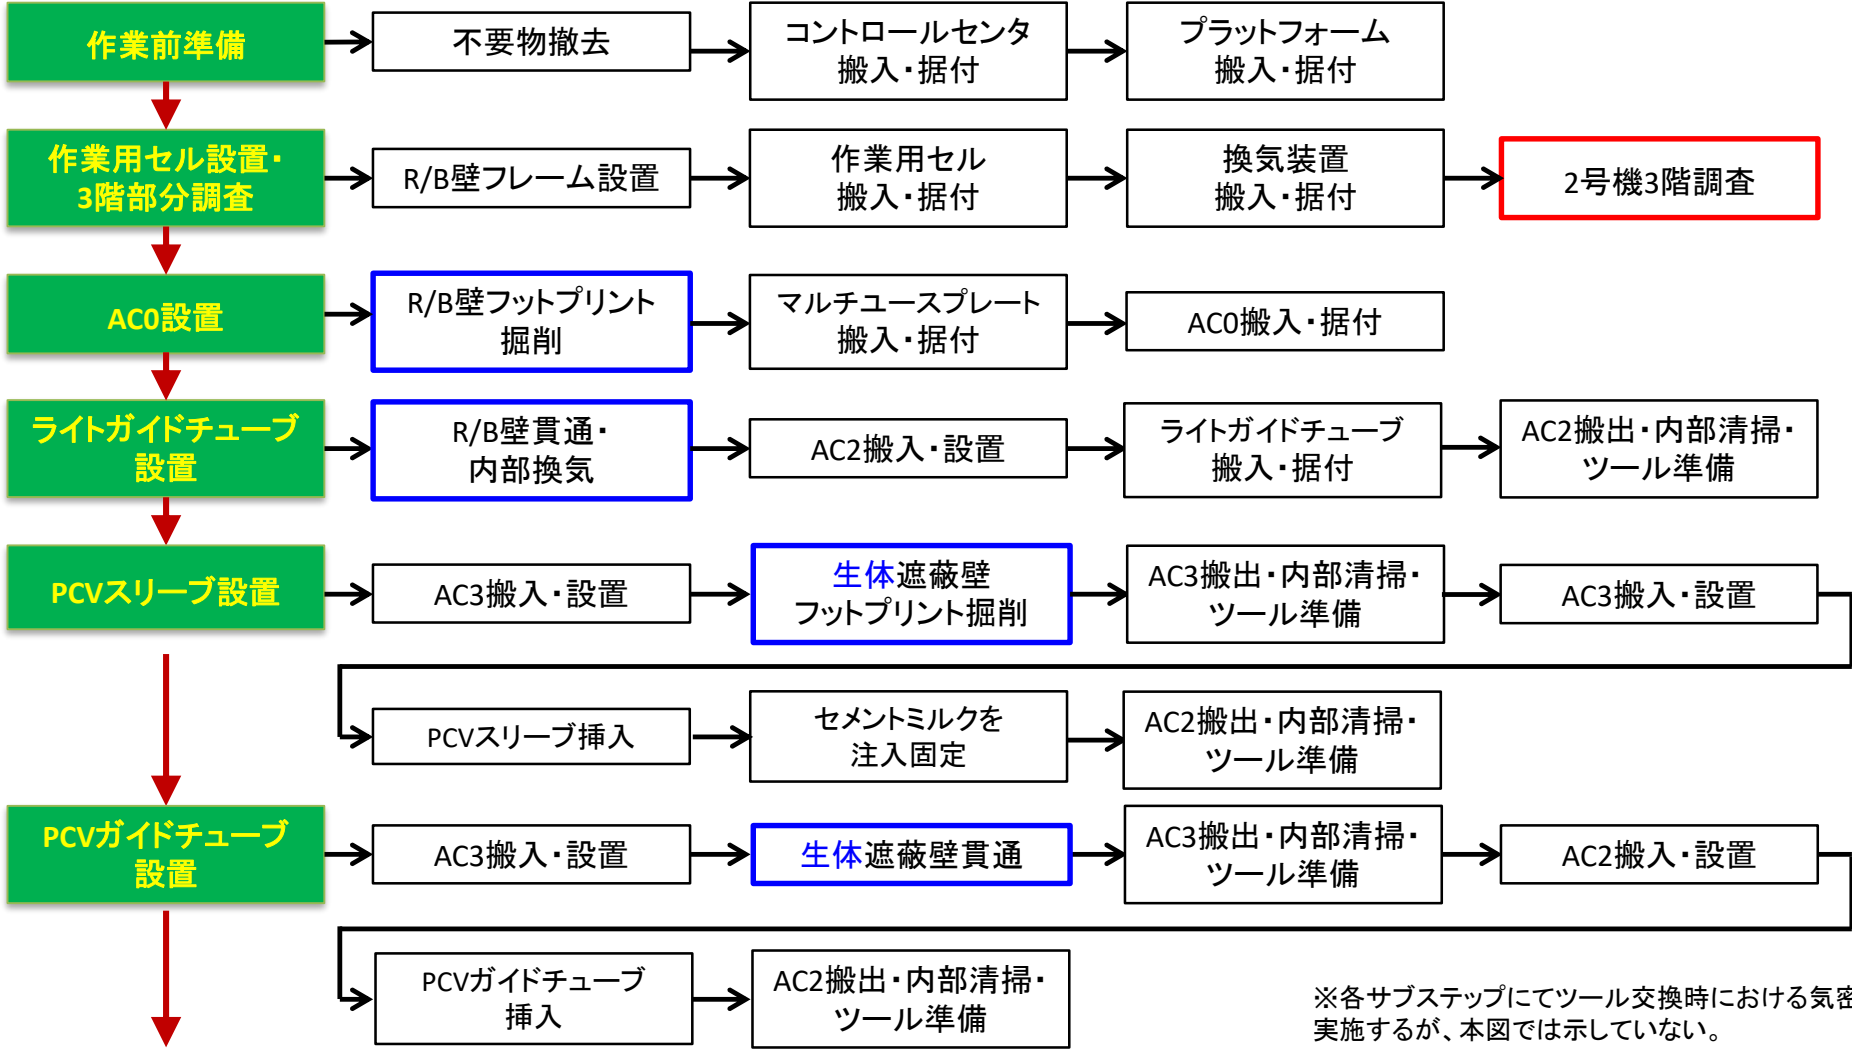 作業前準備
不要物撤去
コントロールセンタ
搬入・据付
プラットフォーム
搬入・据付
作業用セル設置・
3階部分調査
R/B壁フレーム設置
作業用セル
搬入・据付
換気装置
搬入・据付
2号機3階調査
AC0設置
R/B壁フットプリント
掘削
マルチユースプレート
搬入・据付
AC0搬入・据付
ライトガイドチューブ
設置
R/B壁貫通・
内部換気
AC2搬入・設置
ライトガイドチューブ
搬入・据付
AC2搬出・内部清掃・
ツール準備
PCVスリーブ設置
AC3搬入・設置
生体遮蔽壁
フットプリント掘削
AC3搬出・内部清掃・
ツール準備
AC3搬入・設置
PCVスリーブ挿入
セメントミルクを
注入固定
AC2搬出・内部清掃・
ツール準備
PCVガイドチューブ
設置
AC3搬入・設置
生体遮蔽壁貫通
AC3搬出・内部清掃・
ツール準備
AC2搬入・設置
PCVガイドチューブ
挿入
AC2搬出・内部清掃・
ツール準備
※各サブステップにてツール交換時における気密
実施するが、本図では示していない。